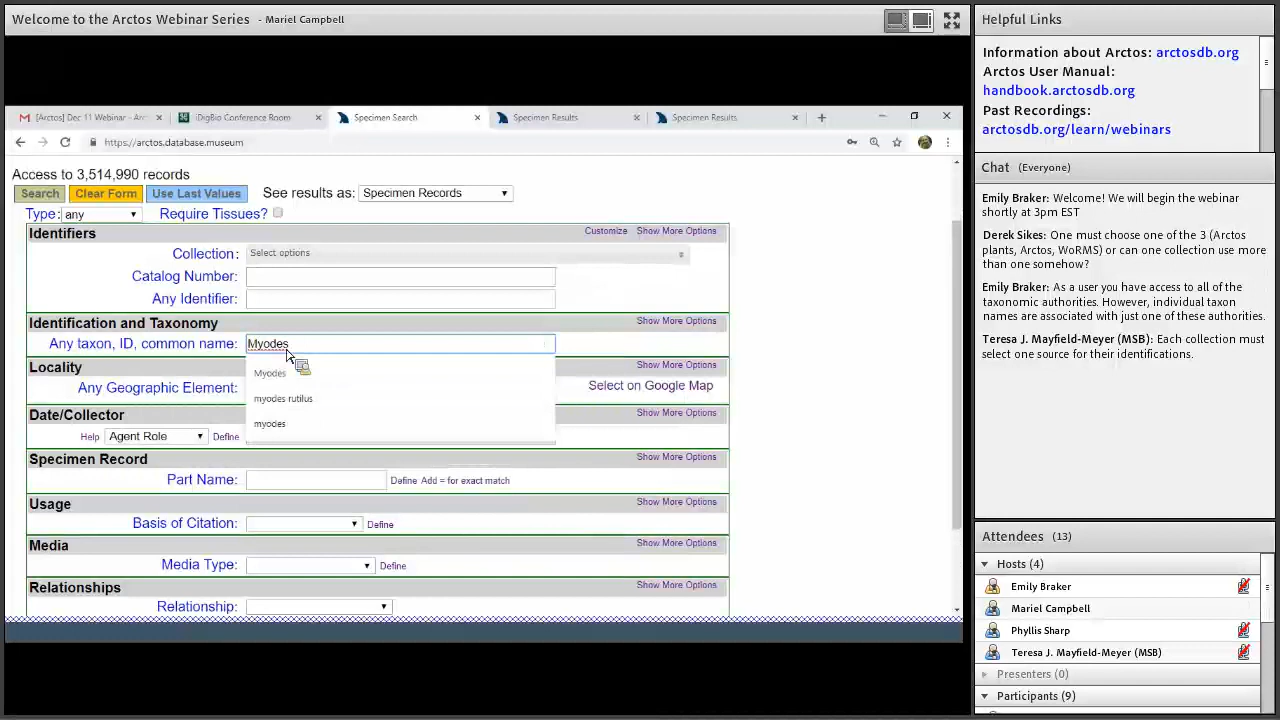 Welcome to the Arctos Webinar Series - Mariel Campbell
[Arctos] Dec 11 Webinar - Arc
iDigBio Conference Room
Specimen Search
Specimen Results
Specimen Results
https://arctos.database.museum
Access to 3,514,990 records
Search Clear Form Use Last Values See results as: Specimen Records
Type: any Require Tissues?
Identifiers Customize Show More Options
Collection: Select options
Catalog Number:
Any Identifier:
Identification and Taxonomy Show More Options
Any taxon, ID, common name: Myodes
Myodes
myodes rutilus
myodes
Locality Show More Options
Any Geographic Element: Select on Google Map
Date/Collector Show More Options
Help Agent Role Define
Specimen Record Show More Options
Part Name: Define Add = for exact match
Usage Show More Options
Basis of Citation: Define
Media Show More Options
Media Type: Define
Relationships Show More Options
Relationship:
Helpful Links
Information about Arctos: arctosdb.org
Arctos User Manual:
handbook.arctosdb.org
Past Recordings:
arctosdb.org/learn/webinars
Chat (Everyone)
Emily Braker: Welcome! We will begin the webinar
shortly at 3pm EST
Derek Sikes: One must choose one of the 3 (Arctos
plants, Arctos, WoRMS) or can one collection use more
than one somehow?
Emily Braker: As a user you have access to all of the
taxonomic authorities. However, individual taxon
names are associated with just one of these authorities.
Teresa J. Mayfield-Meyer (MSB): Each collection must
select one source for their identifications.
Attendees (13)
Hosts (4)
Emily Braker
Mariel Campbell
Phyllis Sharp
Teresa J. Mayfield-Meyer (MSB)
Presenters (0)
Participants (9)